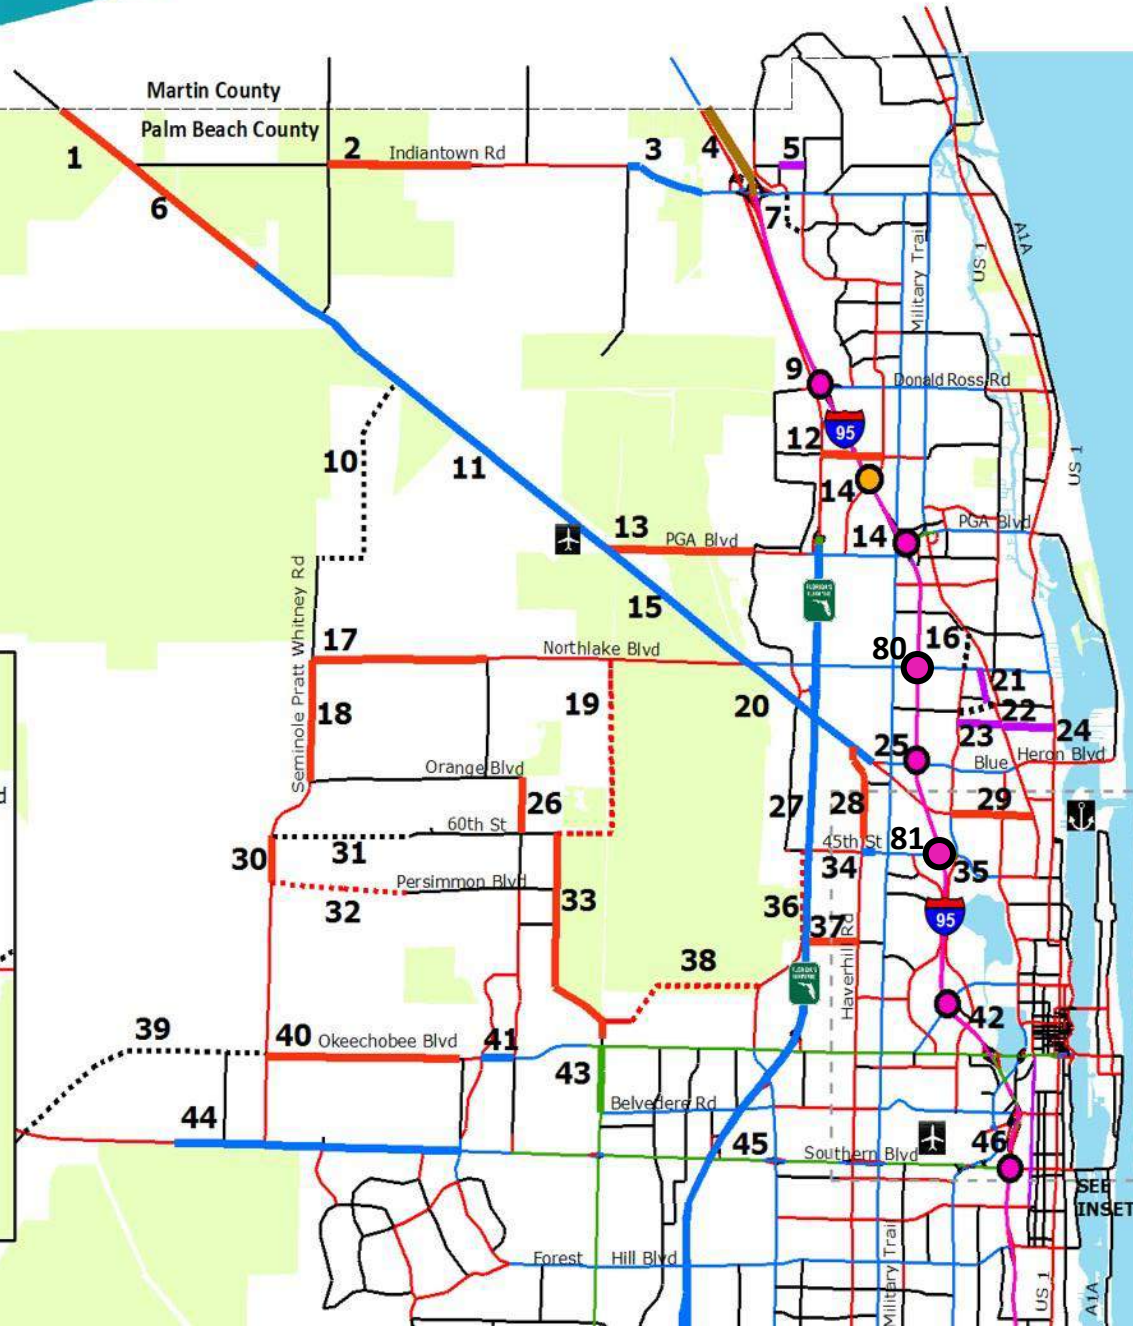 Martin County
Palm Beach County
1
2
Indiantown Rd
3
4
5
6
7
Military Trail
US 1
A1A
9
Donald Ross Rd
95
12
10
11
14
US 1
13
PGA Blvd
14
PGA Blvd
15
FLORIDA'S
TURNPIKE
Seminole Pratt Whitney Rd
17
Northlake Blvd
80
16
18
19
20
21
22
23
24
25
Blue Heron Blvd
Orange Blvd
26
27
28
29
d
60th St
45th St
81
30
31
34
35
Persimmon Blvd
32
33
36
95
37
Haverhill Rd
38
42
39
40
Okeechobee Blvd
41
43
Belvedere Rd
44
45
Southern Blvd
46
SEE
INSET
Forest Hill Blvd
Military Trail
US 1
A1A